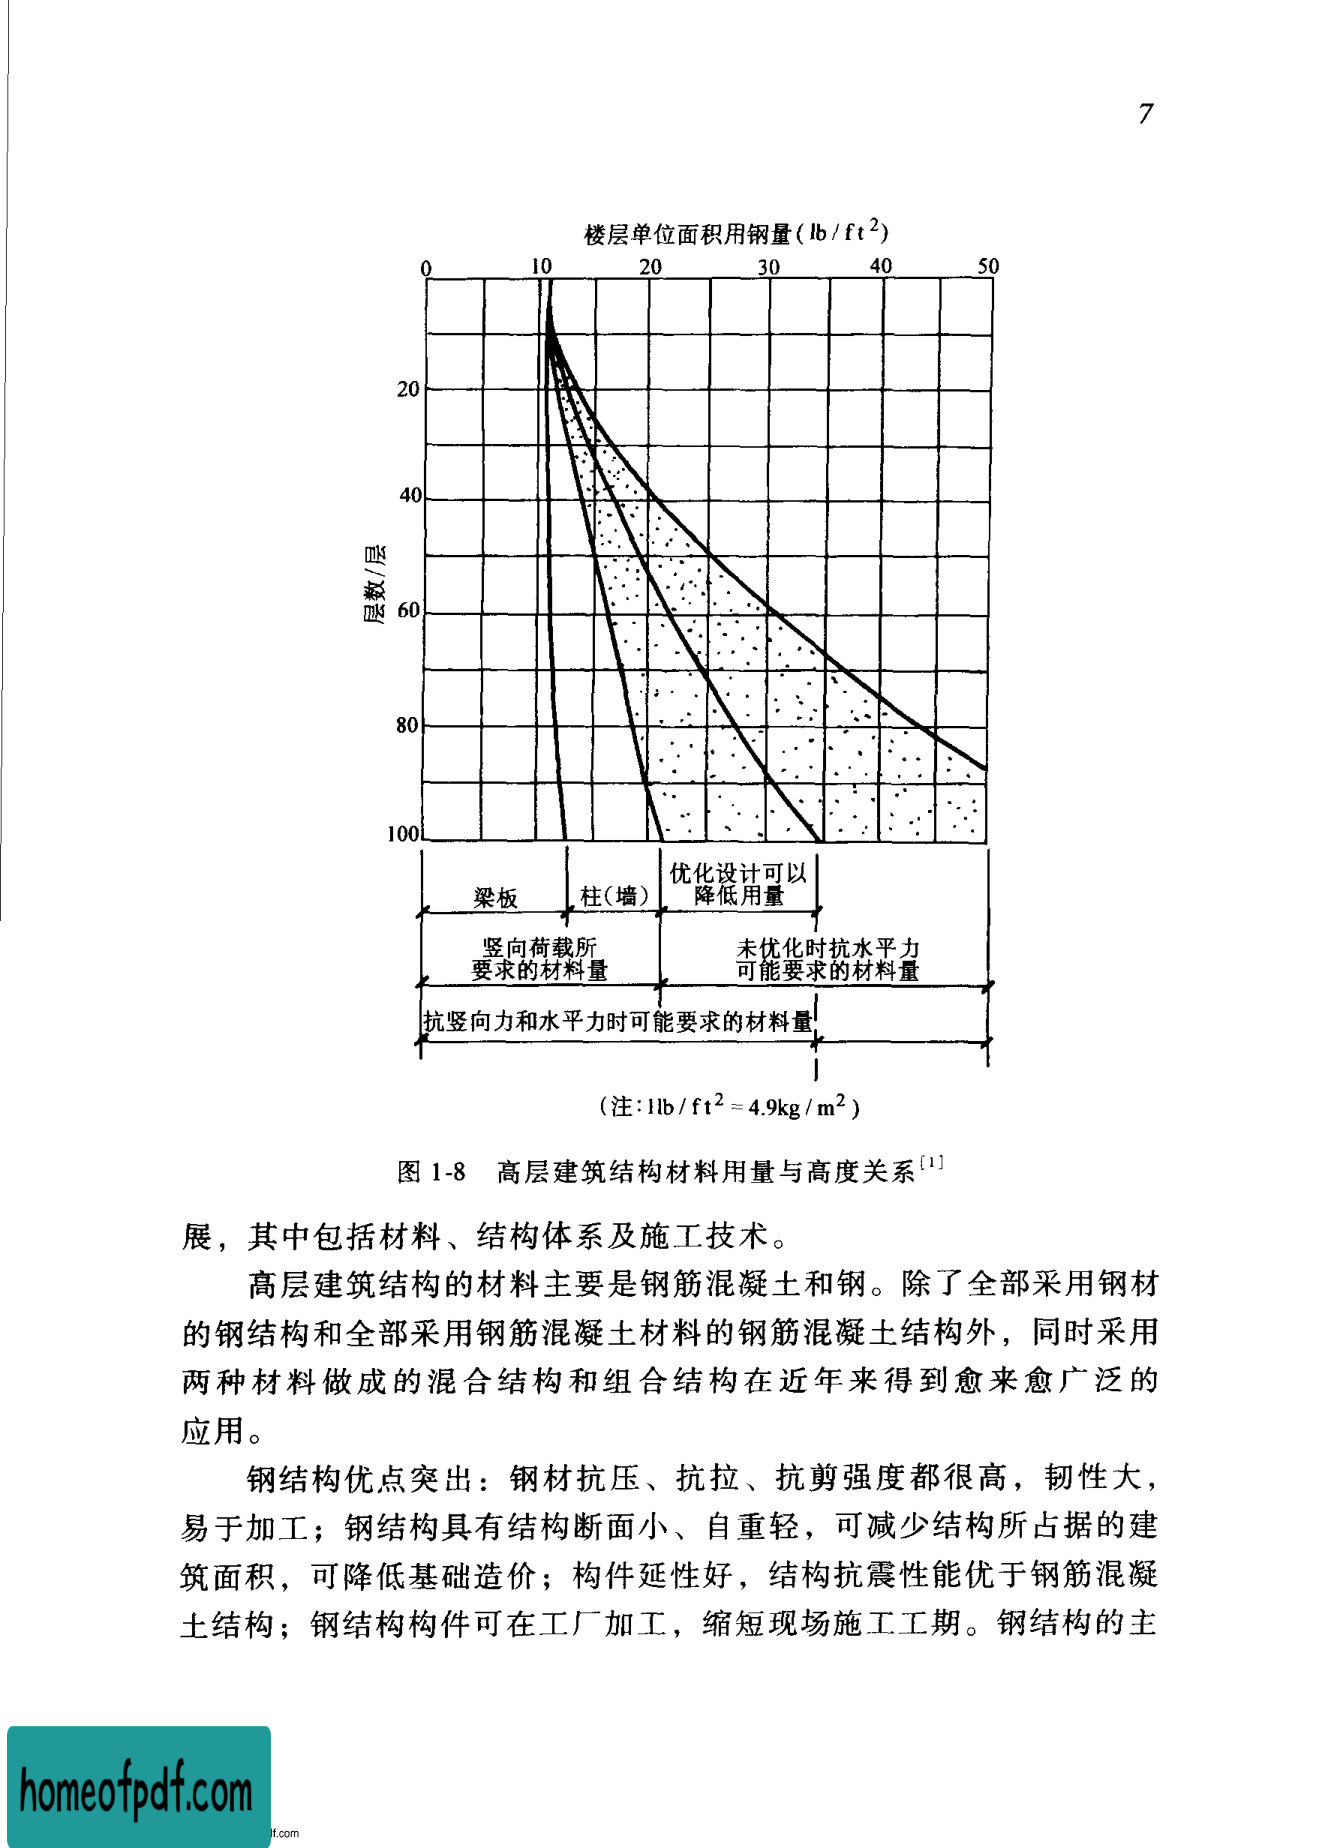 7
楼层单位面积用钢量(lb/ft²)
0 10 20 30 40 50
20
40
60
80
100
层数/层
梁板
柱(墙)
优化设计可以
降低用量
竖向荷载所
要求的材料量
未优化时抗水平力
可能要求的材料量
抗竖向力和水平力时可能要求的材料量
(注:1lb/ft²=4.9kg/m²)
图 1-8 高层建筑结构材料用量与高度关系[1]
展，其中包括材料、结构体系及施工技术。
高层建筑结构的材料主要是钢筋混凝土和钢。除了全部采用钢材
的钢结构和全部采用钢筋混凝土材料的钢筋混凝土结构外，同时采用
两种材料做成的混合结构和组合结构在近年来得到愈来愈广泛的
应用。
钢结构优点突出：钢材抗压、抗拉、抗剪强度都很高，韧性大，
易于加工；钢结构具有结构断面小、自重轻，可减少结构所占据的建
筑面积，可降低基础造价；构件延性好，结构抗震性能优于钢筋混凝
土结构；钢结构构件可在工厂加工，缩短现场施工工期。钢结构的主
homeofpdf.com
lf.com